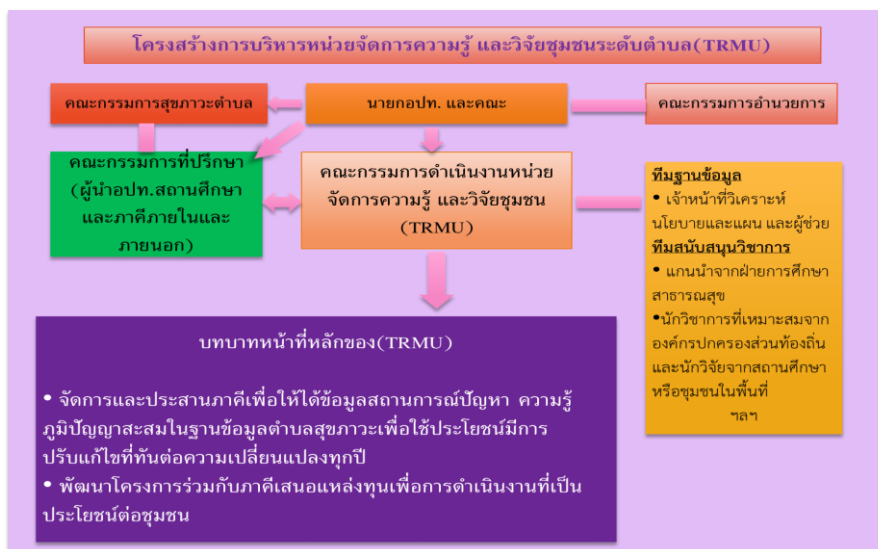 โครงสร้างการบริหารหน่วยจัดการความรู้ และวิจัยชุมชนระดับตำบล(TRMU)
คณะกรรมการสุขภาวะตำบล
นายกอปท. และคณะ
คณะกรรมการอำนวยการ
คณะกรรมการที่ปรึกษา
(ผู้นำอปท.สถานศึกษา
และภาคีภายในและ
ภายนอก)
คณะกรรมการดำเนินงานหน่วย
จัดการความรู้ และวิจัยชุมชน
(TRMU)
ทีมฐานข้อมูล
• เจ้าหน้าที่วิเคราะห์
นโยบายและแผน และผู้ช่วย
ทีมสนับสนุนวิชาการ
• แกนนำจากฝ่ายการศึกษา
สาธารณสุข
•นักวิชาการที่เหมาะสมจาก
องค์กรปกครองส่วนท้องถิ่น
และนักวิจัยจากสถานศึกษา
หรือชุมชนในพื้นที่
ฯลฯ
บทบาทหน้าที่หลักของ(TRMU)
• จัดการและประสานภาคีเพื่อให้ได้ข้อมูลสถานการณ์ปัญหา ความรู้
ภูมิปัญญาสะสมในฐานข้อมูลตำบลสุขภาวะเพื่อใช้ประโยชน์มีการ
ปรับแก้ไขที่ทันต่อความเปลี่ยนแปลงทุกปี
• พัฒนาโครงการร่วมกับภาคีเสนอแหล่งทุนเพื่อการดำเนินงานที่เป็น
ประโยชน์ต่อชุมชน